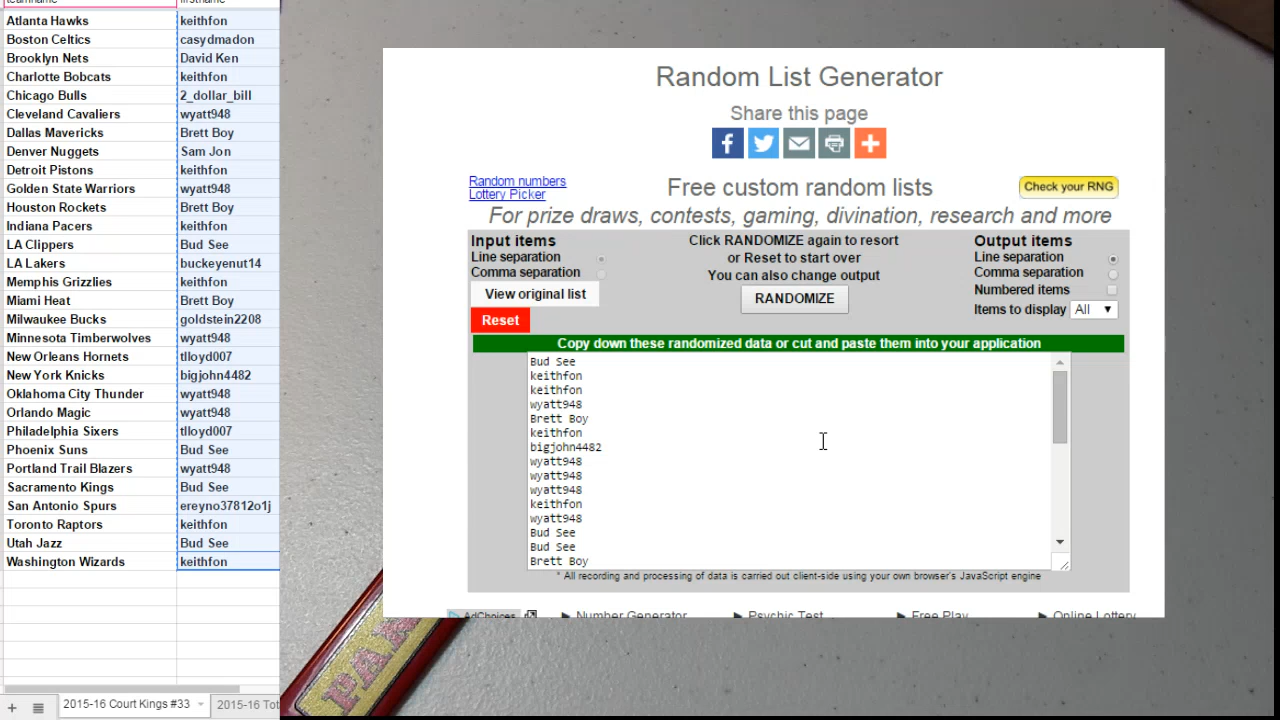 teamname firstname
Atlanta Hawks keithfon
Boston Celtics casydmadon
Brooklyn Nets David Ken
Charlotte Bobcats keithfon
Chicago Bulls 2_dollar_bill
Cleveland Cavaliers wyatt948
Dallas Mavericks Brett Boy
Denver Nuggets Sam Jon
Detroit Pistons keithfon
Golden State Warriors wyatt948
Houston Rockets Brett Boy
Indiana Pacers keithfon
LA Clippers Bud See
LA Lakers buckeyenut14
Memphis Grizzlies keithfon
Miami Heat Brett Boy
Milwaukee Bucks goldstein2208
Minnesota Timberwolves wyatt948
New Orleans Hornets tlloyd007
New York Knicks bigjohn4482
Oklahoma City Thunder wyatt948
Orlando Magic wyatt948
Philadelphia Sixers tlloyd007
Phoenix Suns Bud See
Portland Trail Blazers wyatt948
Sacramento Kings Bud See
San Antonio Spurs ereyno37812o1j
Toronto Raptors keithfon
Utah Jazz Bud See
Washington Wizards keithfon
2015-16 Court Kings #33 2015-16 Tot
Random List Generator
Share this page
Random numbers
Lottery Picker
Free custom random lists
Check your RNG
For prize draws, contests, gaming, divination, research and more
Input items
Line separation
Comma separation
View original list
Reset
Click RANDOMIZE again to resort
or Reset to start over
You can also change output
RANDOMIZE
Output items
Line separation
Comma separation
Numbered items
Items to display All
Copy down these randomized data or cut and paste them into your application
Bud See
keithfon
keithfon
wyatt948
Brett Boy
keithfon
bigjohn4482
wyatt948
wyatt948
wyatt948
keithfon
wyatt948
Bud See
Bud See
Brett Boy
* All recording and processing of data is carried out client-side using your own browser's JavaScript engine
AdChoices Number Generator Psychic Test Free Play Online Lottery